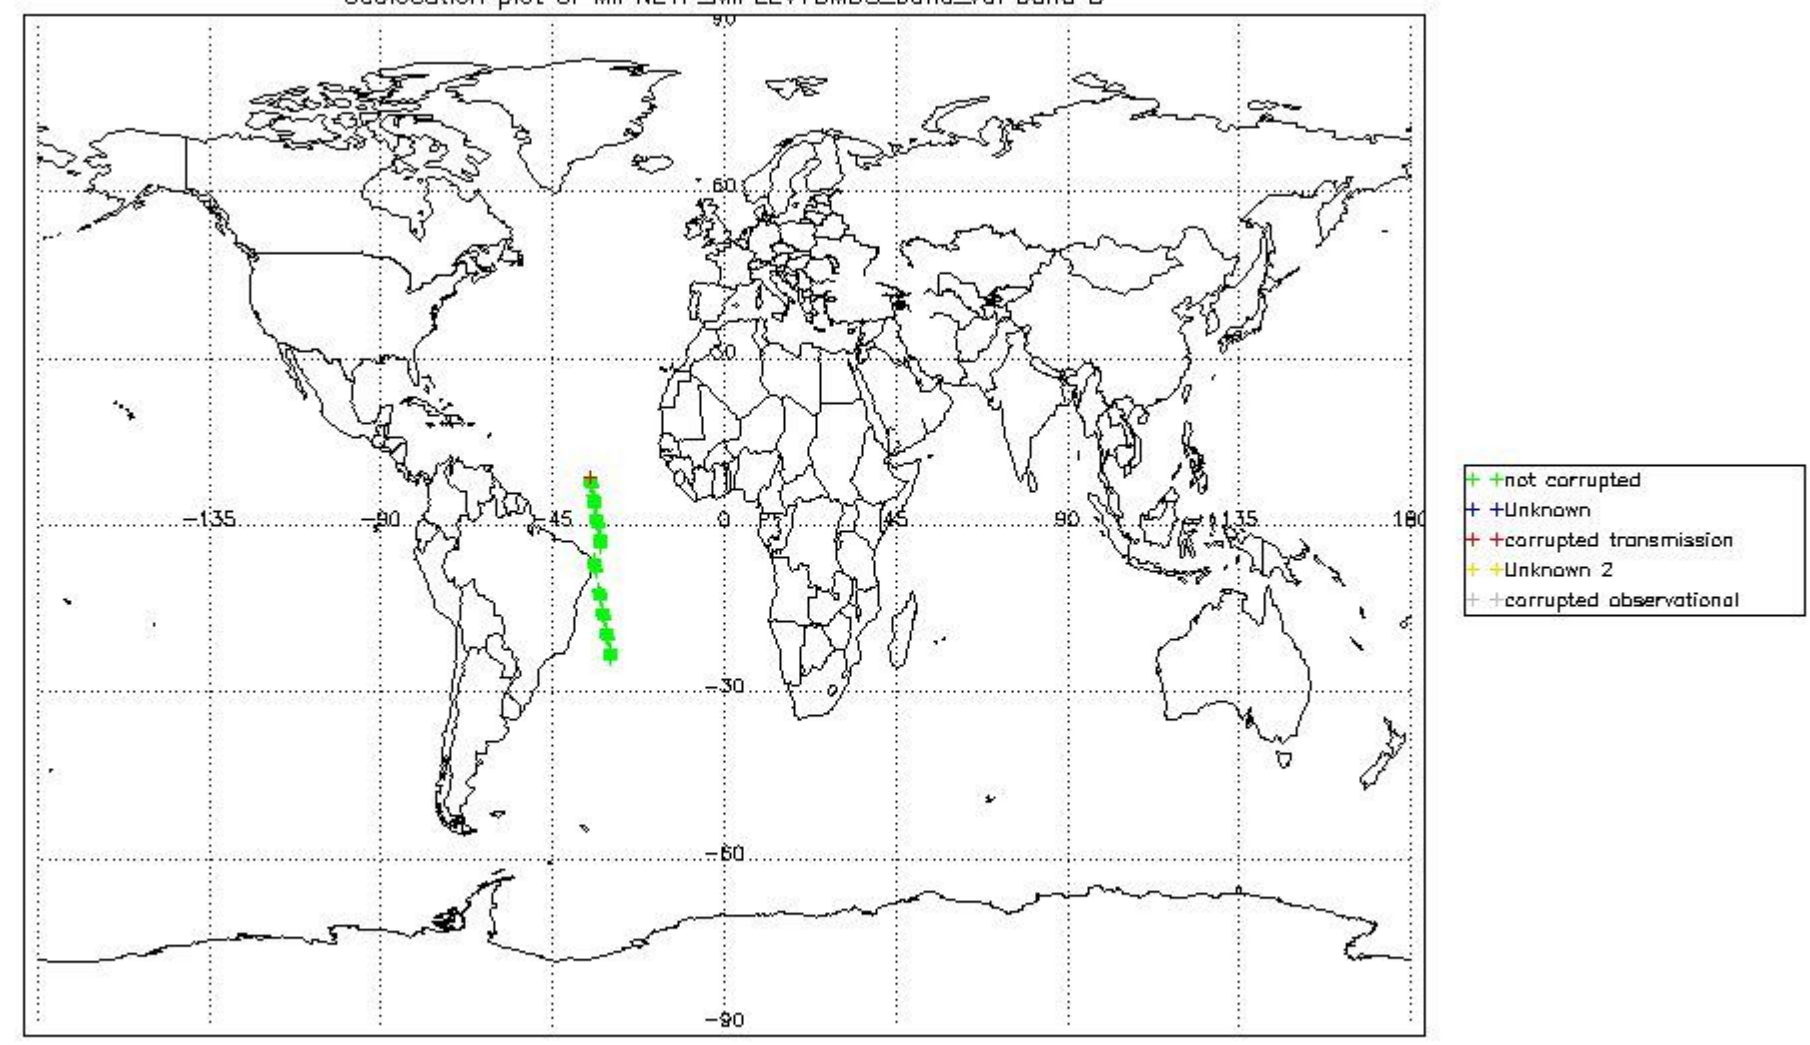 90
60
30
-135 -90 -45 0 45 90 135 180
-30
-60
-90
not corrupted
Unknown
corrupted transmission
Unknown 2
corrupted observational